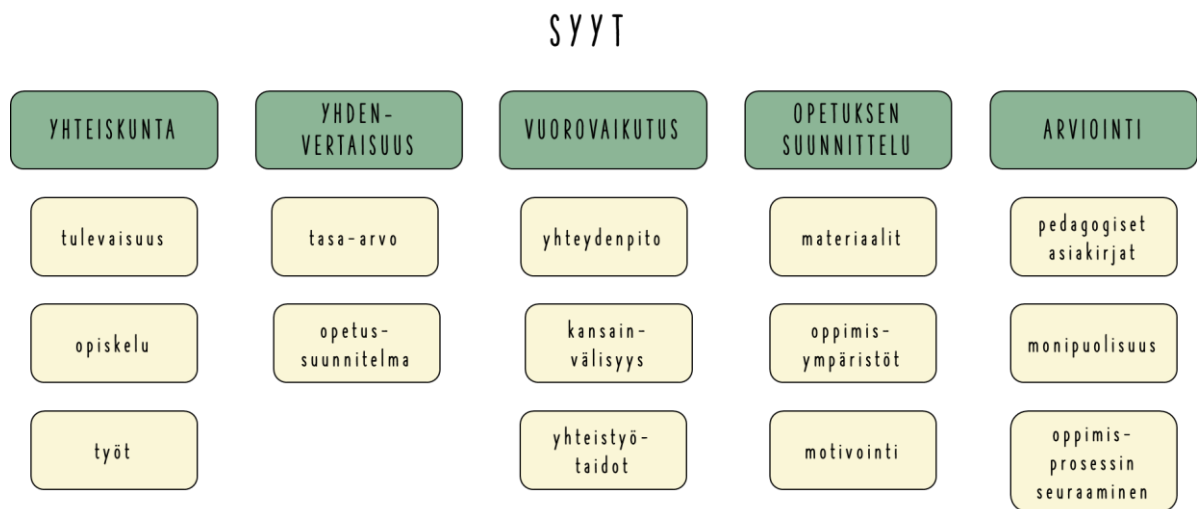 SYYT
YHTEISKUNTA
tulevaisuus
opiskelu
työt
YHDEN-
VERTAISUUS
tasa-arvo
opetus-
suunnitelma
VUOROVAIKUTUS
yhteydenpito
kansain-
välisyys
yhteistyö-
taidot
OPETUKSEN
SUUNNITTELU
materiaalit
oppimis-
ympäristöt
motivointi
ARVIOINTI
pedagogiset
asiakirjat
monipuolisuus
oppimis-
prosessin
seuraaminen